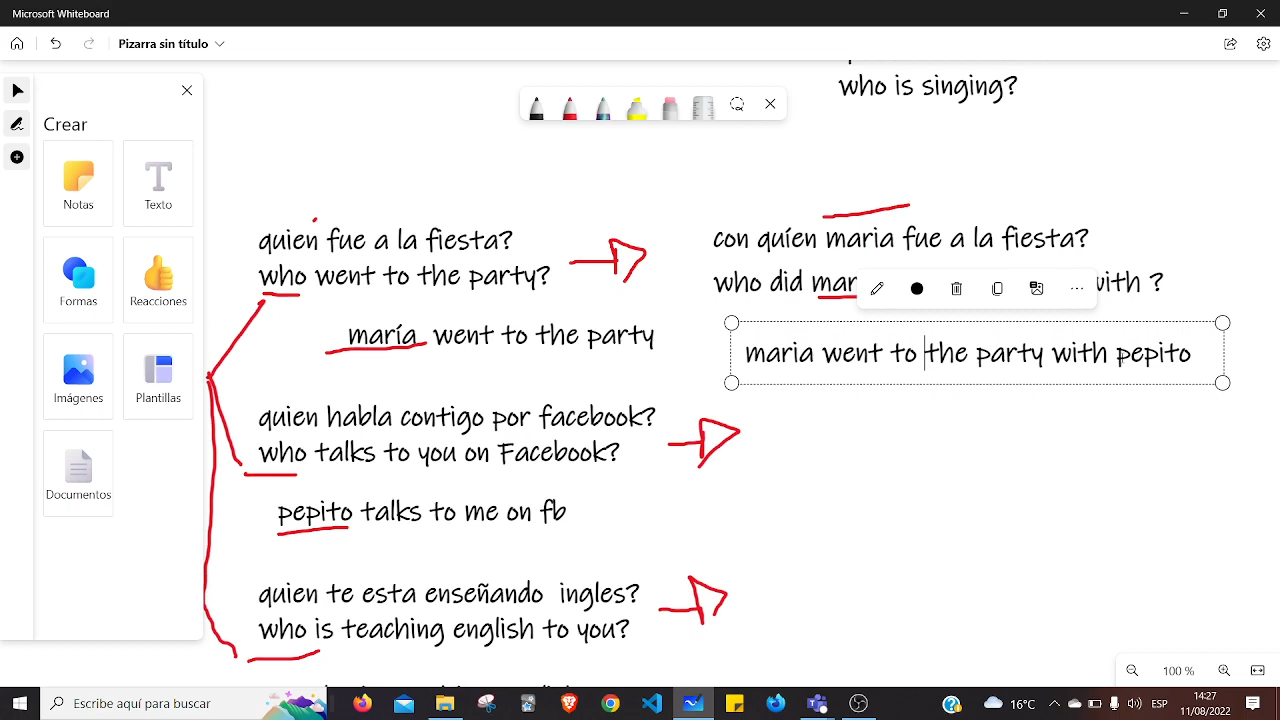 Microsoft Whiteboard
Pizarra sin título
who is singing?
Crear
Notas
Texto
Formas
Reacciones
Imágenes
Plantillas
Documentos
quien fue a la fiesta?
who went to the party?
maría went to the party
quien habla contigo por facebook?
who talks to you on Facebook?
pepito talks to me on fb
quien te esta enseñando ingles?
who is teaching english to you?
con quíen maria fue a la fiesta?
who did mar with ?
maria went to the party with pepito
100 %
Escribe aquí para buscar
16°C
ESP
14:27
11/08/2022